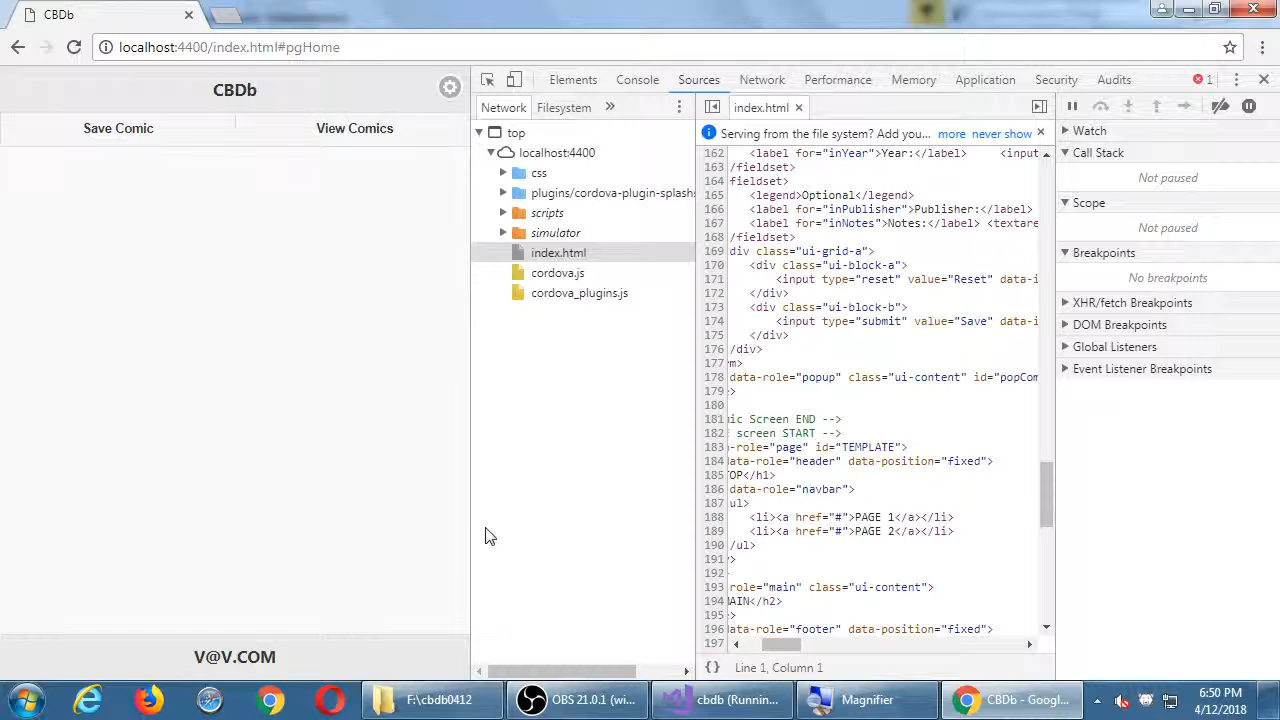 CBDb
localhost:4400/index.html#pgHome
CBDb
Save Comic
View Comics
V@V.COM
Elements Console Sources Network Performance Memory Application Security Audits 1
Network Filesystem »
top
localhost:4400
css
plugins/cordova-plugin-splashs
scripts
simulator
index.html
cordova.js
cordova_plugins.js
index.html
Serving from the file system? Add you... more never show
162 <label for="inYear">Year:</label> <input
163 /fieldset>
164 fieldset>
165 <legend>Optional</legend>
166 <label for="inPublisher">Publisher:</label>
167 <label for="inNotes">Notes:</label> <textare
168 /fieldset>
169 div class="ui-grid-a">
170 <div class="ui-block-a">
171 <input type="reset" value="Reset" data-i
172 </div>
173 <div class="ui-block-b">
174 <input type="submit" value="Save" data-i
175 </div>
176 /div>
177 m>
178 data-role="popup" class="ui-content" id="popCom
179 >
180
181 ic Screen END -->
182 screen START -->
183 -role="page" id="TEMPLATE">
184 data-role="header" data-position="fixed">
185 OP</h1>
186 data-role="navbar">
187 ul>
188 <li><a href="#">PAGE 1</a></li>
189 <li><a href="#">PAGE 2</a></li>
190 /ul>
191 >
192
193 role="main" class="ui-content">
194 AIN</h2>
195 >
196 data-role="footer" data-position="fixed">
197
{} Line 1, Column 1
Watch
Call Stack
Not paused
Scope
Not paused
Breakpoints
No breakpoints
XHR/fetch Breakpoints
DOM Breakpoints
Global Listeners
Event Listener Breakpoints
F:\cbdb0412
OBS 21.0.1 (wi...
cbdb (Runnin...
Magnifier
CBDb - Googl...
6:50 PM
4/12/2018